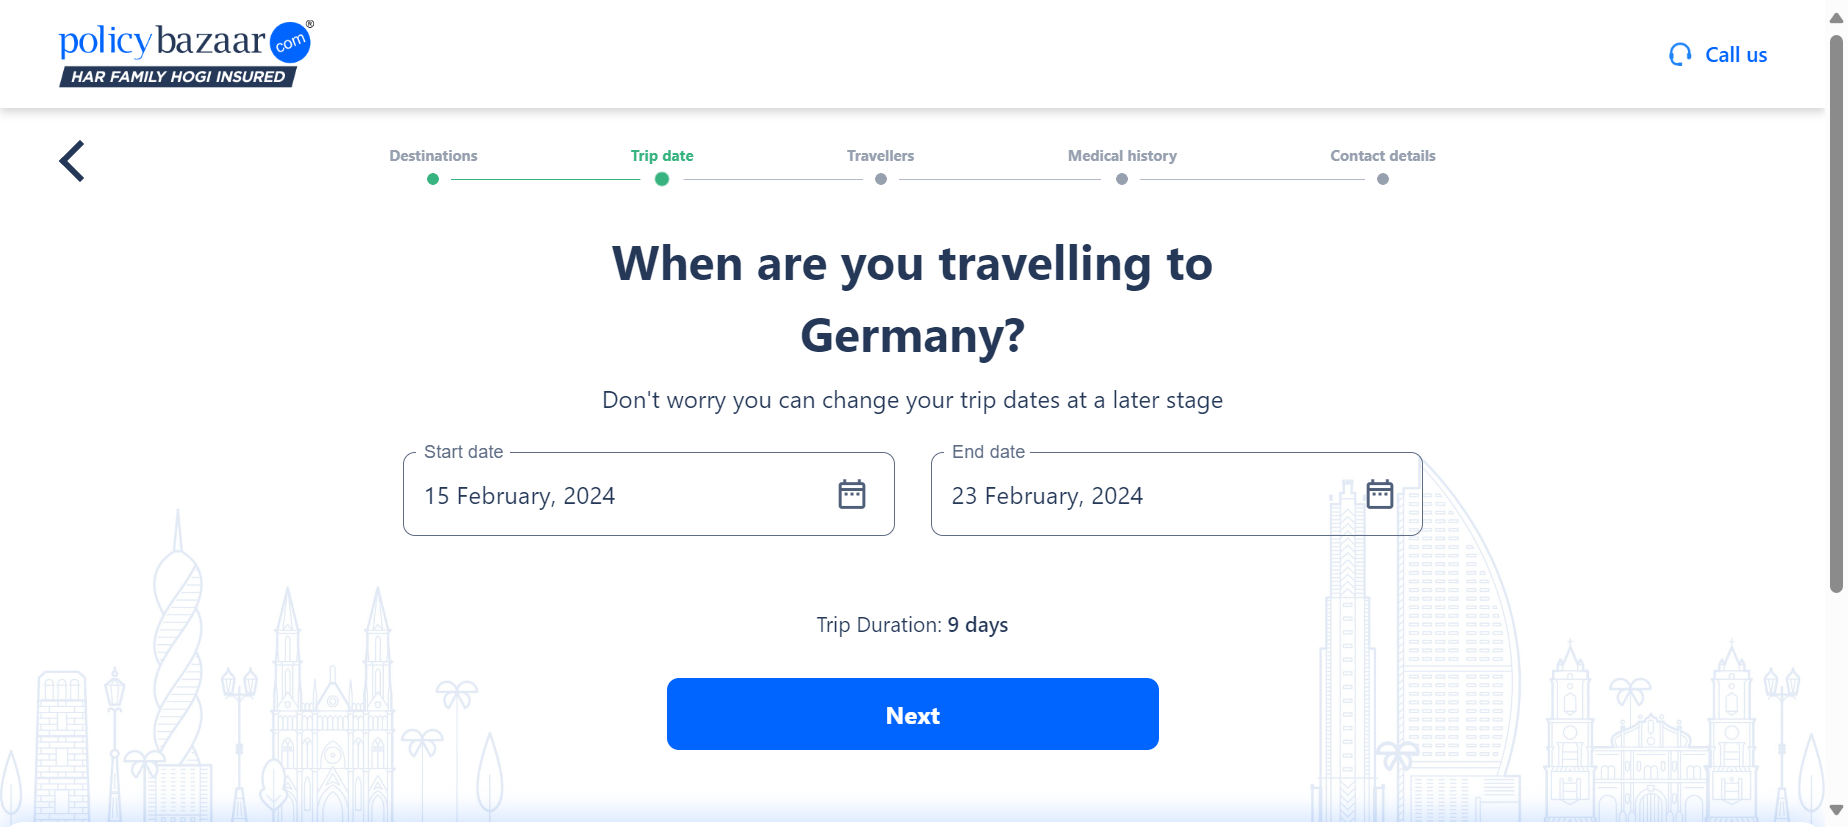 policybazaar com ®
HAR FAMILY HOGI INSURED
Call us
Destinations
Trip date
Travellers
Medical history
Contact details
When are you travelling to
Germany?
Don't worry you can change your trip dates at a later stage
Start date
15 February, 2024
End date
23 February, 2024
Trip Duration: 9 days
Next